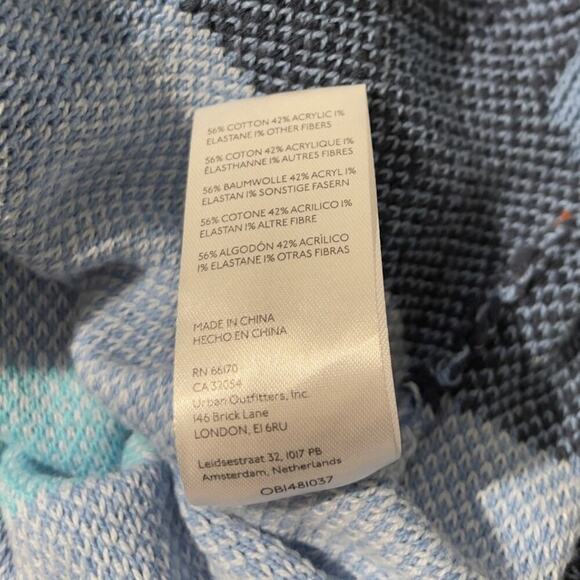 56% COTTON 42% ACRYLIC 1%
ELASTANE 1% OTHER FIBERS
56% COTON 42% ACRYLIQUE 1%
ÉLASTHANNE 1% AUTRES FIBRES
56% BAUMWOLLE 42% ACRYL 1%
ELASTAN 1% SONSTIGE FASERN
56% COTONE 42% ACRILICO 1%
ELASTAN 1% ALTRE FIBRE
56% ALGODÓN 42% ACRÍLICO
1% ELASTANE 1% OTRAS FIBRAS
MADE IN CHINA
HECHO EN CHINA
RN 66170
CA 32054
Urban Outfitters, Inc.
146 Brick Lane
LONDON, E1 6RU
Leidsestraat 32, 1017 PB
Amsterdam, Netherlands
OB1481037